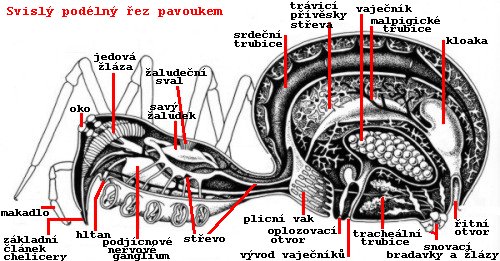 Svislý podélný řez pavoukem
trávicí
přívěsky
střeva
vaječník
malpigické
trubice
srdeční
trubice
kloaka
jedová
žláza
žaludeční
sval
oko
savý
žaludek
makadlo
základní
článek
chelicery
hltan
podjícnové
nervové
ganglium
střevo
plicní vak
oplozovací
otvor
vývod vaječníků
tracheální
trubice
řitní
otvor
snovací
bradavky a žlázy